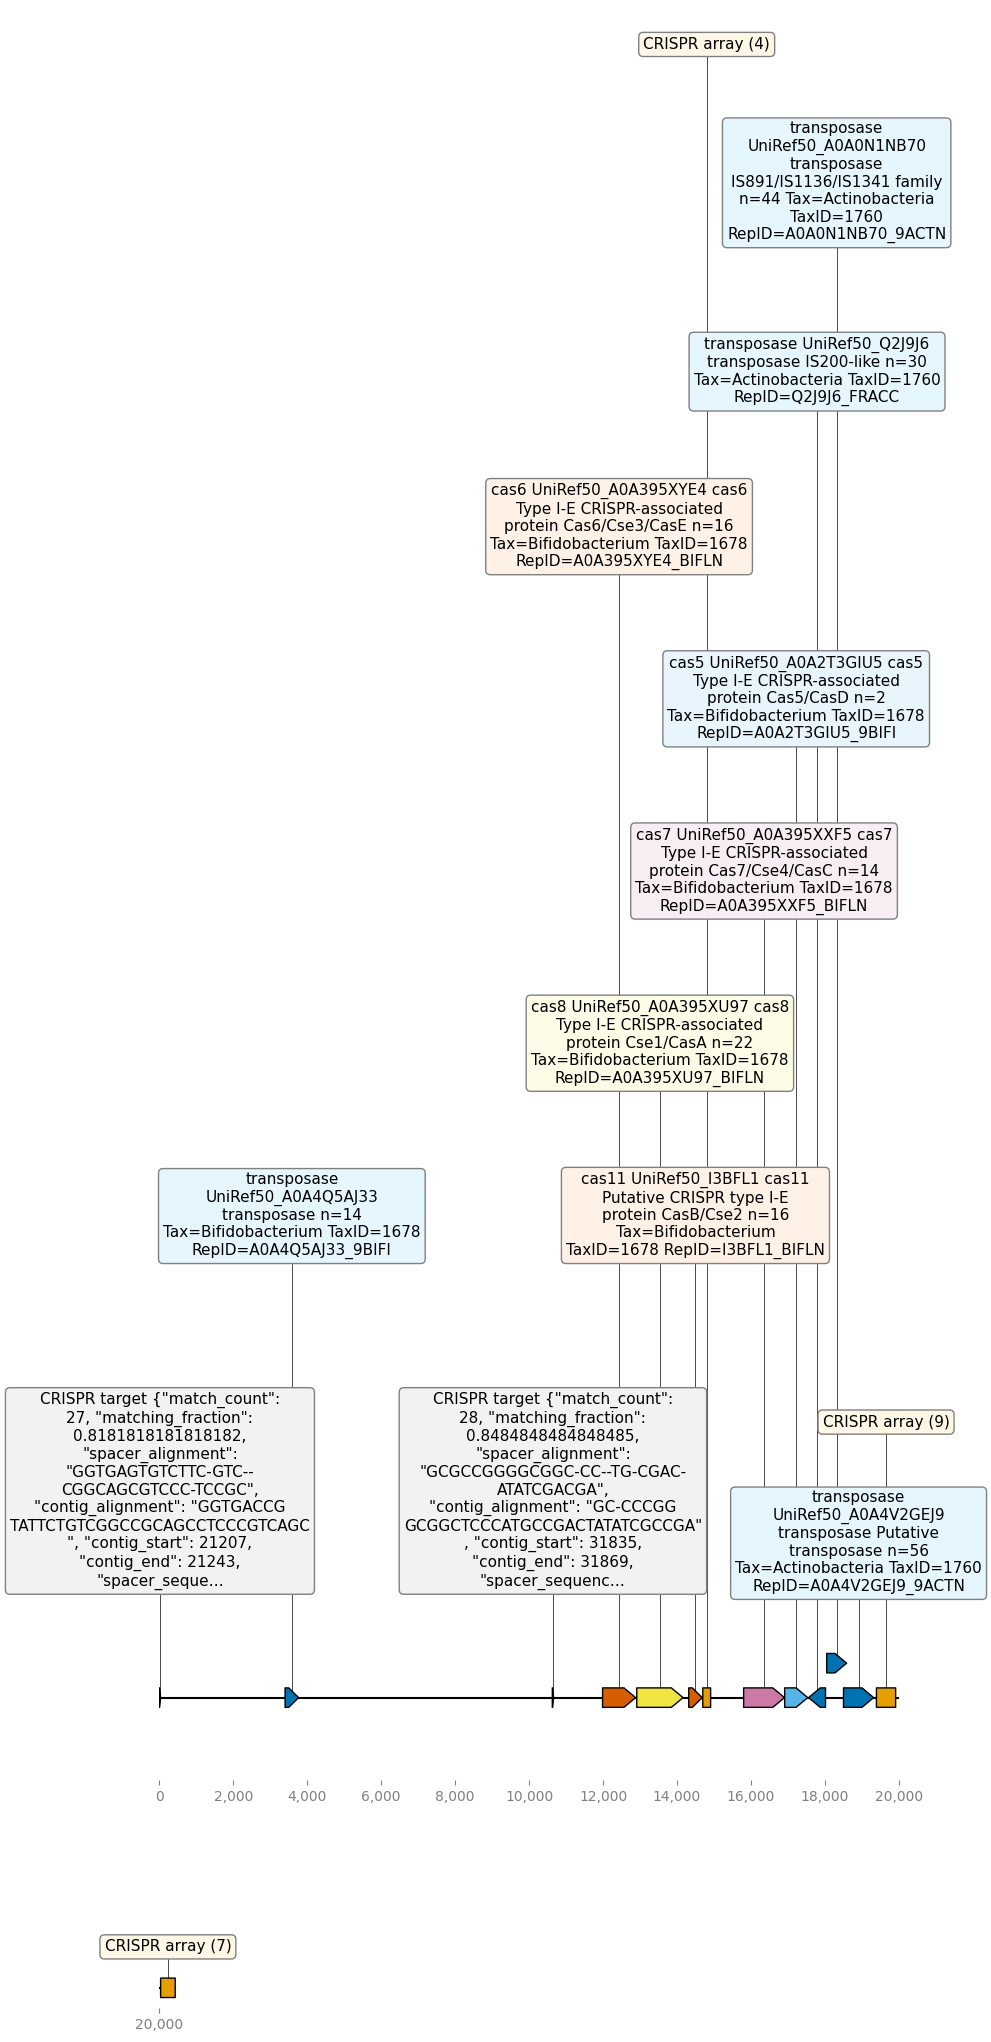 CRISPR array (4)
transposase
UniRef50_A0A0N1NB70
transposase
IS891/IS1136/IS1341 family
n=44 Tax=Actinobacteria
TaxID=1760
RepID=A0A0N1NB70_9ACTN
transposase UniRef50_Q2J9J6
transposase IS200-like n=30
Tax=Actinobacteria TaxID=1760
RepID=Q2J9J6_FRACC
cas6 UniRef50_A0A395XYE4 cas6
Type I-E CRISPR-associated
protein Cas6/Cse3/CasE n=16
Tax=Bifidobacterium TaxID=1678
RepID=A0A395XYE4_BIFLN
cas5 UniRef50_A0A2T3GIU5 cas5
Type I-E CRISPR-associated
protein Cas5/CasD n=2
Tax=Bifidobacterium TaxID=1678
RepID=A0A2T3GIU5_9BIFI
cas7 UniRef50_A0A395XXF5 cas7
Type I-E CRISPR-associated
protein Cas7/Cse4/CasC n=14
Tax=Bifidobacterium TaxID=1678
RepID=A0A395XXF5_BIFLN
cas8 UniRef50_A0A395XU97 cas8
Type I-E CRISPR-associated
protein Cse1/CasA n=22
Tax=Bifidobacterium TaxID=1678
RepID=A0A395XU97_BIFLN
transposase
UniRef50_A0A4Q5AJ33
transposase n=14
Tax=Bifidobacterium TaxID=1678
RepID=A0A4Q5AJ33_9BIFI
cas11 UniRef50_I3BFL1 cas11
Putative CRISPR type I-E
protein CasB/Cse2 n=16
Tax=Bifidobacterium
TaxID=1678 RepID=I3BFL1_BIFLN
CRISPR target {"match_count":
27, "matching_fraction":
0.8181818181818182,
"spacer_alignment":
"GGTGAGTGTCTTC-GTC--
CGGCAGCGTCCC-TCCGC",
"contig_alignment": "GGTGACCG
TATTCTGTCGGCCGCAGCCTCCCGTCAGC
", "contig_start": 21207,
"contig_end": 21243,
"spacer_seque...
CRISPR target {"match_count":
28, "matching_fraction":
0.8484848484848485,
"spacer_alignment":
"GCGCCGGGGCGGC-CC--TG-CGAC-
ATATCGACGA",
"contig_alignment": "GC-CCCGG
GCGGCTCCCATGCCGACTATATCGCCGA"
, "contig_start": 31835,
"contig_end": 31869,
"spacer_sequenc...
CRISPR array (9)
transposase
UniRef50_A0A4V2GEJ9
transposase Putative
transposase n=56
Tax=Actinobacteria TaxID=1760
RepID=A0A4V2GEJ9_9ACTN
0 2,000 4,000 6,000 8,000 10,000 12,000 14,000 16,000 18,000 20,000
CRISPR array (7)
20,000